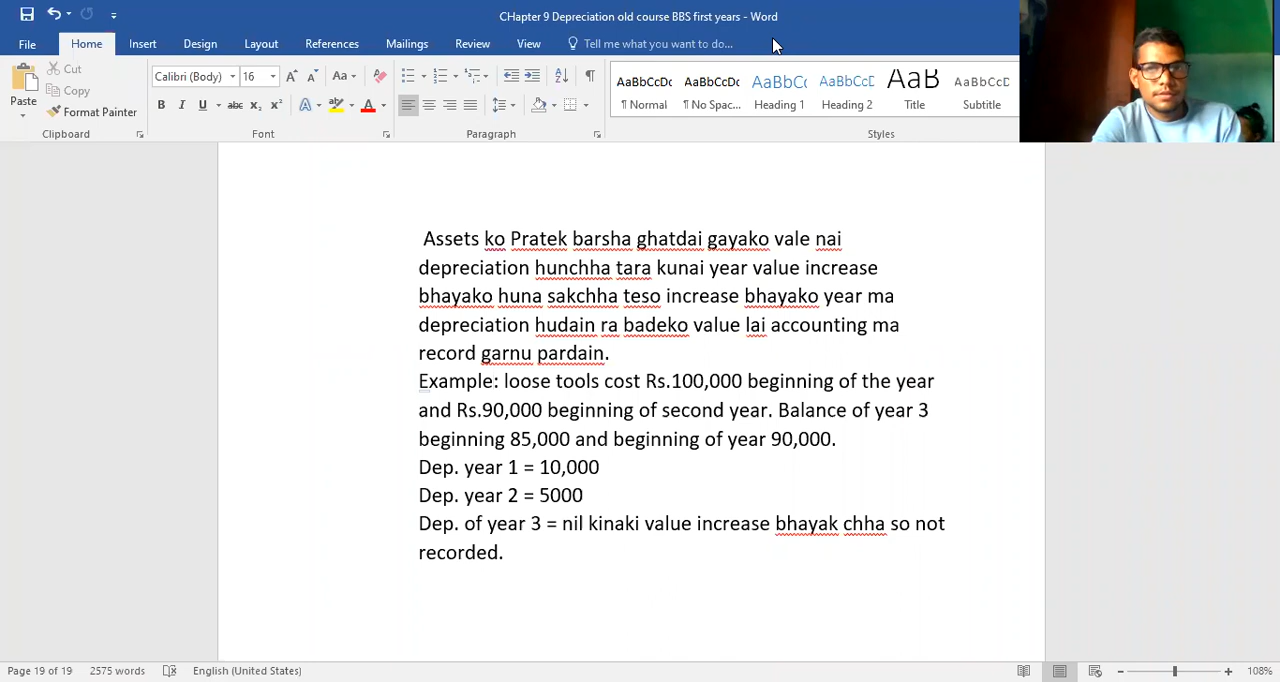 CHapter 9 Depreciation old course BBS first years - Word
File Home Insert Design Layout References Mailings Review View Tell me what you want to do...
Paste
Cut
Copy
Format Painter
Calibri (Body) 16
Aa
B I U abc X₂ X² A A
AaBbCcDc AaBbCcDc AaBbCc AaBbCcE AaB AaBbCcD
¶ Normal ¶ No Spac... Heading 1 Heading 2 Title Subtitle
Clipboard Font Paragraph Styles
Assets ko Pratek barsha ghatdai gayako vale nai
depreciation hunchha tara kunai year value increase
bhayako huna sakchha teso increase bhayako year ma
depreciation hudain ra badeko value lai accounting ma
record garnu pardain.
Example: loose tools cost Rs.100,000 beginning of the year
and Rs.90,000 beginning of second year. Balance of year 3
beginning 85,000 and beginning of year 90,000.
Dep. year 1 = 10,000
Dep. year 2 = 5000
Dep. of year 3 = nil kinaki value increase bhayak chha so not
recorded.
Page 19 of 19 2575 words English (United States) 108%